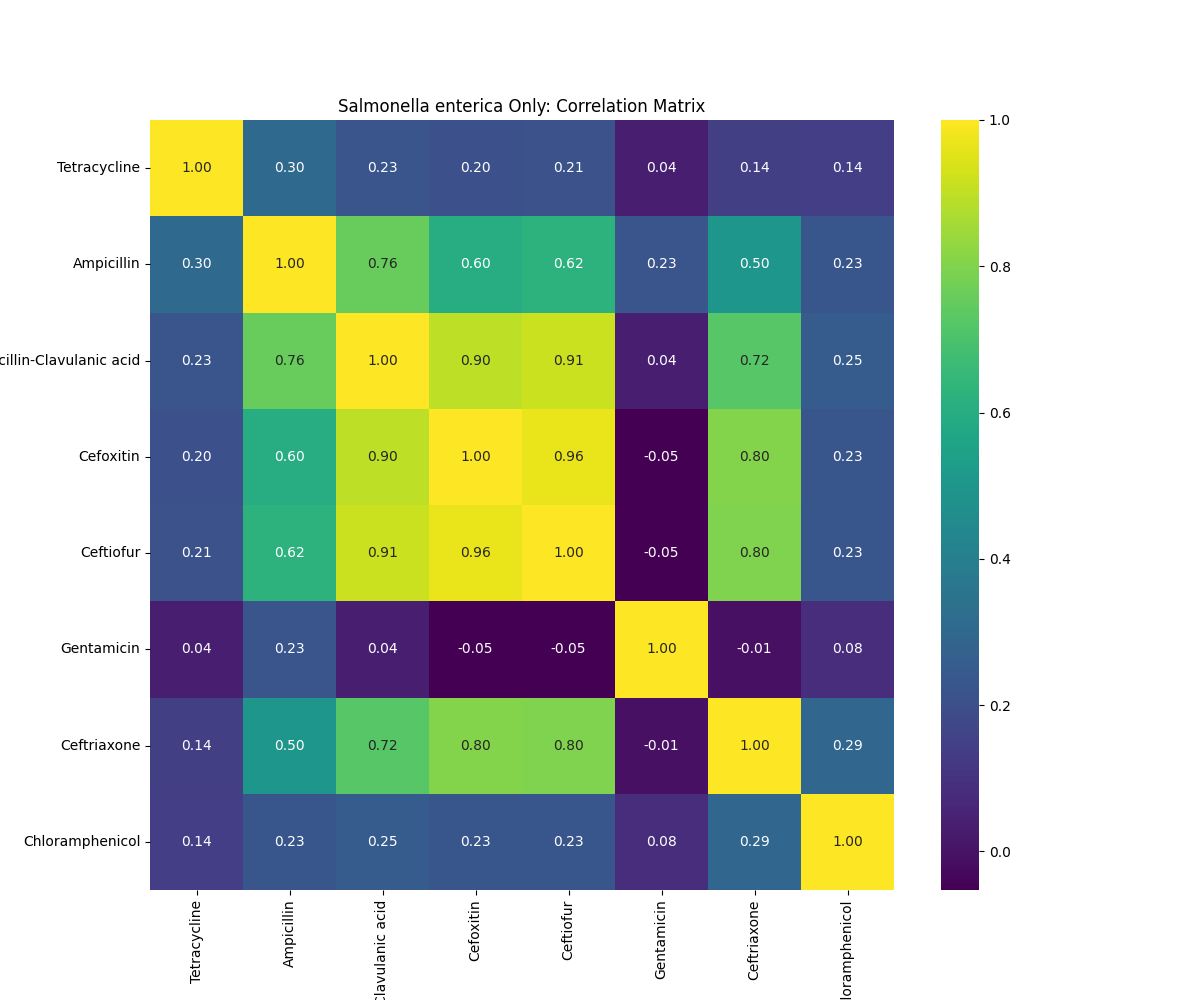 Salmonella enterica Only: Correlation Matrix
Tetracycline 1.00 0.30 0.23 0.20 0.21 0.04 0.14 0.14
Ampicillin 0.30 1.00 0.76 0.60 0.62 0.23 0.50 0.23
cillin-Clavulanic acid 0.23 0.76 1.00 0.90 0.91 0.04 0.72 0.25
Cefoxitin 0.20 0.60 0.90 1.00 0.96 -0.05 0.80 0.23
Ceftiofur 0.21 0.62 0.91 0.96 1.00 -0.05 0.80 0.23
Gentamicin 0.04 0.23 0.04 -0.05 -0.05 1.00 -0.01 0.08
Ceftriaxone 0.14 0.50 0.72 0.80 0.80 -0.01 1.00 0.29
Chloramphenicol 0.14 0.23 0.25 0.23 0.23 0.08 0.29 1.00
Tetracycline
Ampicillin
Clavulanic acid
Cefoxitin
Ceftiofur
Gentamicin
Ceftriaxone
loramphenicol
1.0
0.8
0.6
0.4
0.2
0.0